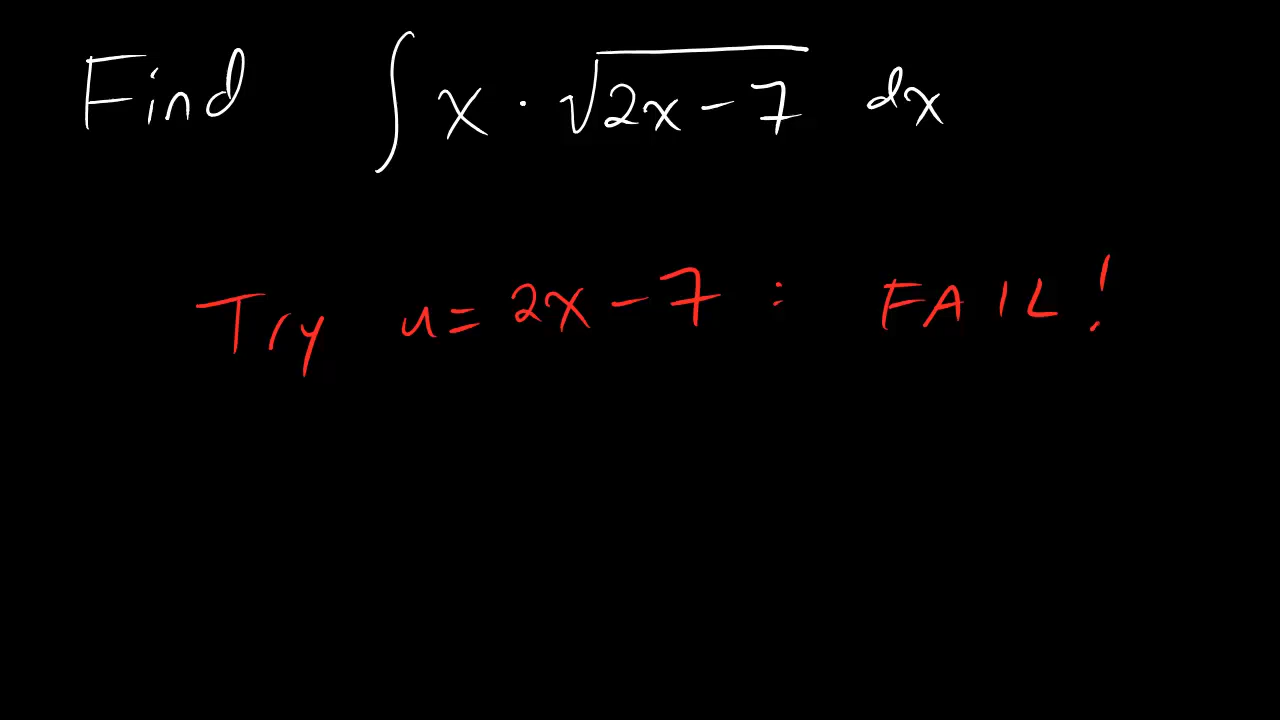 Find ∫ x · √2x − 7 dx
Try u = 2x − 7 : FAIL!